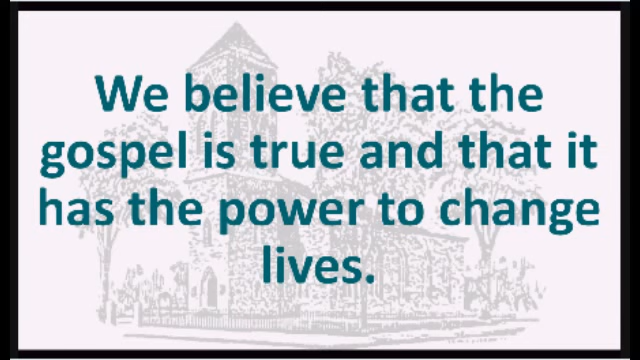 We believe that the
gospel is true and that it
has the power to change
lives.